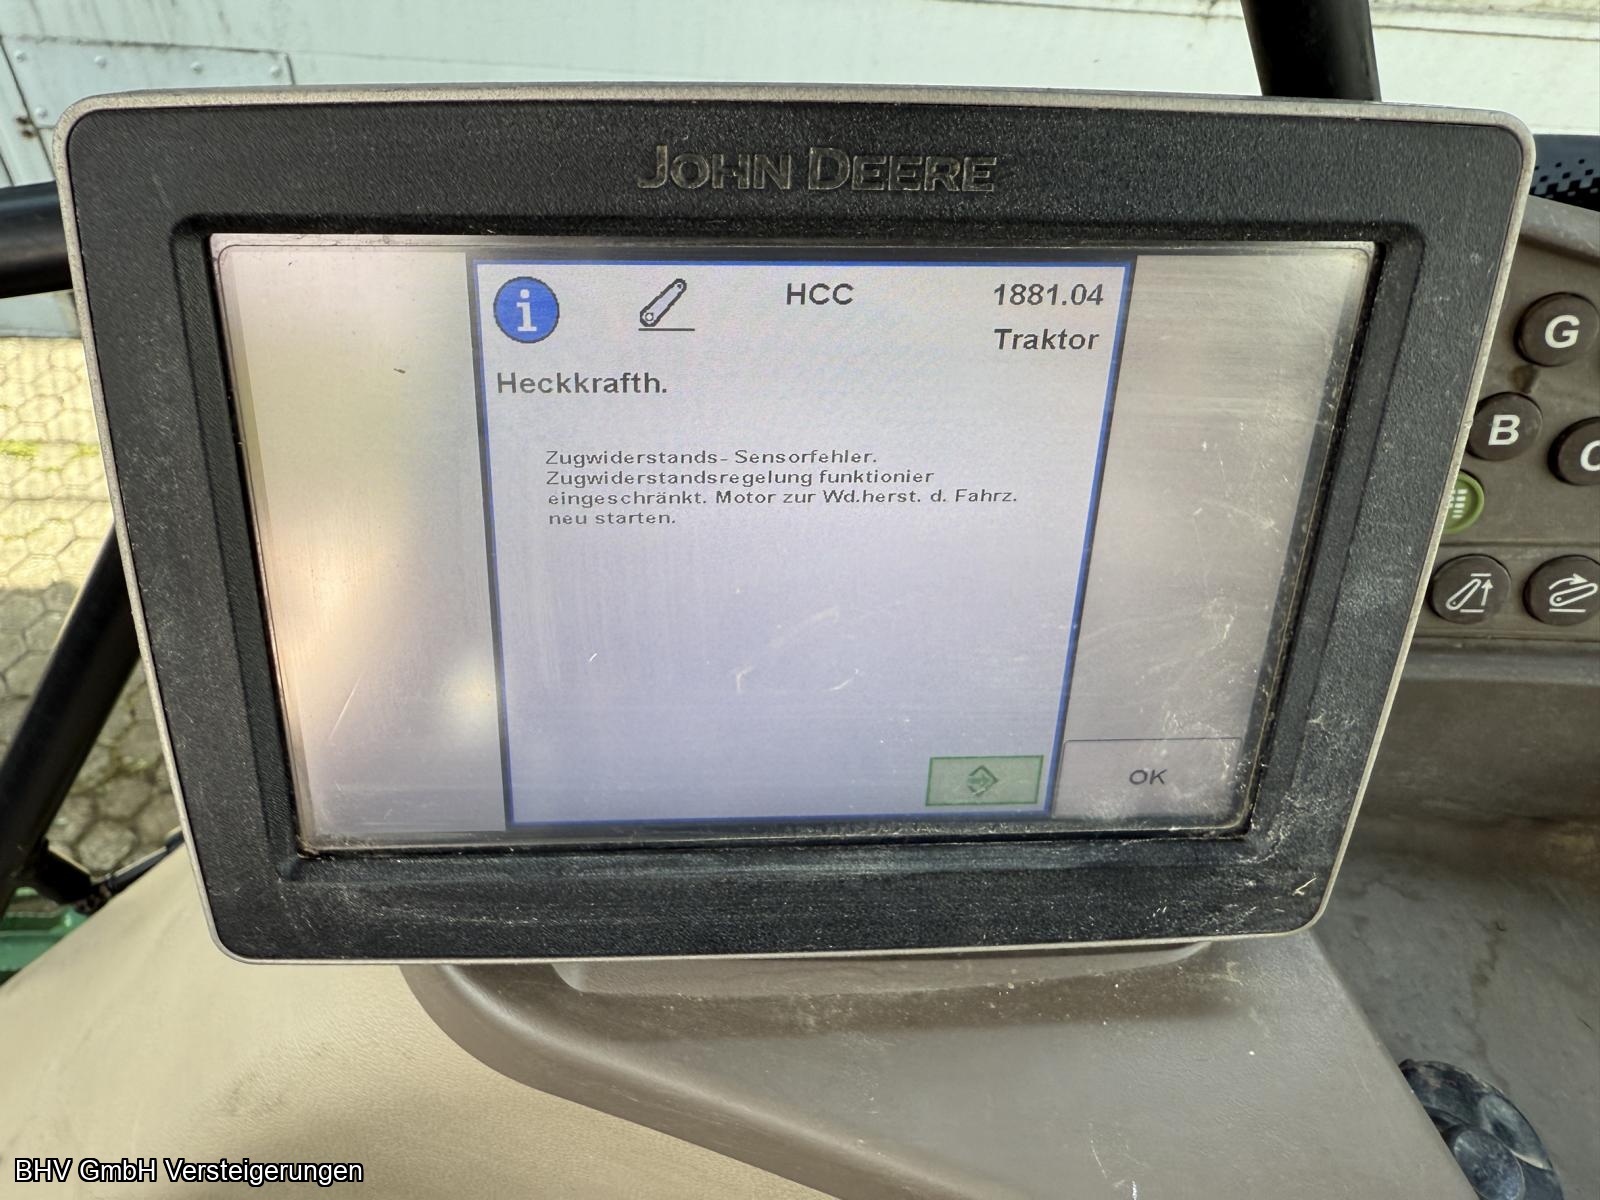 JOHN DEERE
i
HCC
1881.04
Traktor
Heckkrafth.
Zugwiderstands- Sensorfehler.
Zugwiderstandsregelung funktionier
eingeschränkt. Motor zur Wd.herst. d. Fahrz.
neu starten.
OK
G
B
C
BHV GmbH Versteigerungen